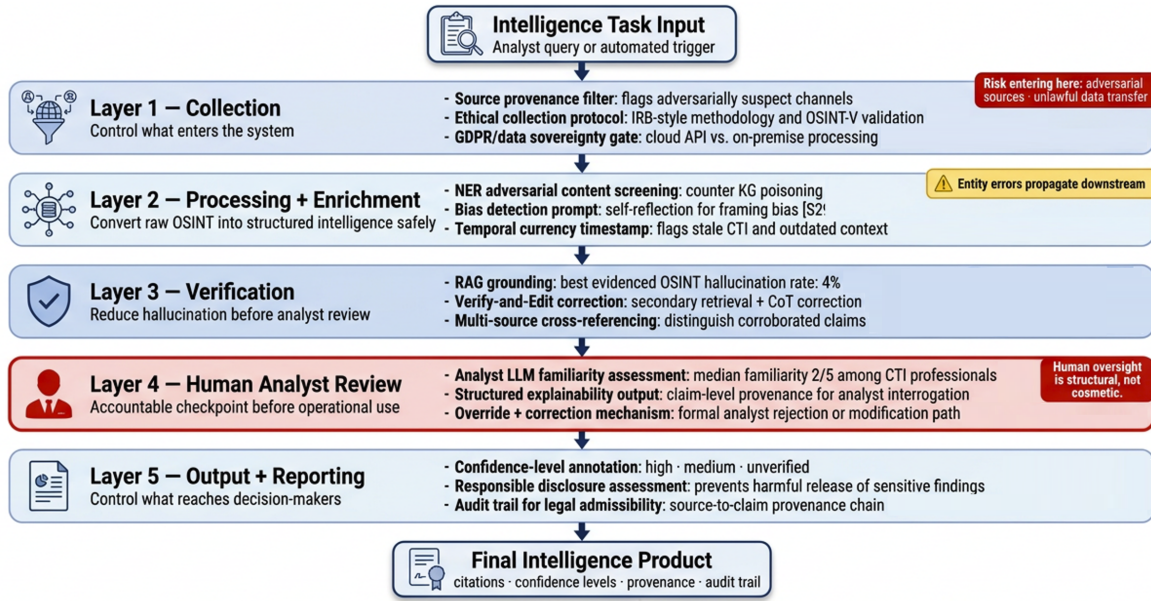 Intelligence Task Input
Analyst query or automated trigger
Risk entering here: adversarial
sources · unlawful data transfer
Layer 1 — Collection
Control what enters the system
- Source provenance filter: flags adversarially suspect channels
- Ethical collection protocol: IRB-style methodology and OSINT-V validation
- GDPR/data sovereignty gate: cloud API vs. on-premise processing
Entity errors propagate downstream
Layer 2 — Processing + Enrichment
Convert raw OSINT into structured intelligence safely
- NER adversarial content screening: counter KG poisoning
- Bias detection prompt: self-reflection for framing bias
- Temporal currency timestamp: flags stale CTI and outdated context
Layer 3 — Verification
Reduce hallucination before analyst review
- RAG grounding: best evidenced OSINT hallucination rate: 4%
- Verify-and-Edit correction: secondary retrieval + CoT correction
- Multi-source cross-referencing: distinguish corroborated claims
Human oversight
is structural, not
cosmetic.
Layer 4 — Human Analyst Review
Accountable checkpoint before operational use
- Analyst LLM familiarity assessment: median familiarity 2/5 among CTI professionals
- Structured explainability output: claim-level provenance for analyst interrogation
- Override + correction mechanism: formal analyst rejection or modification path
Layer 5 — Output + Reporting
Control what reaches decision-makers
- Confidence-level annotation: high · medium · unverified
- Responsible disclosure assessment: prevents harmful release of sensitive findings
- Audit trail for legal admissibility: source-to-claim provenance chain
Final Intelligence Product
citations · confidence levels · provenance · audit trail